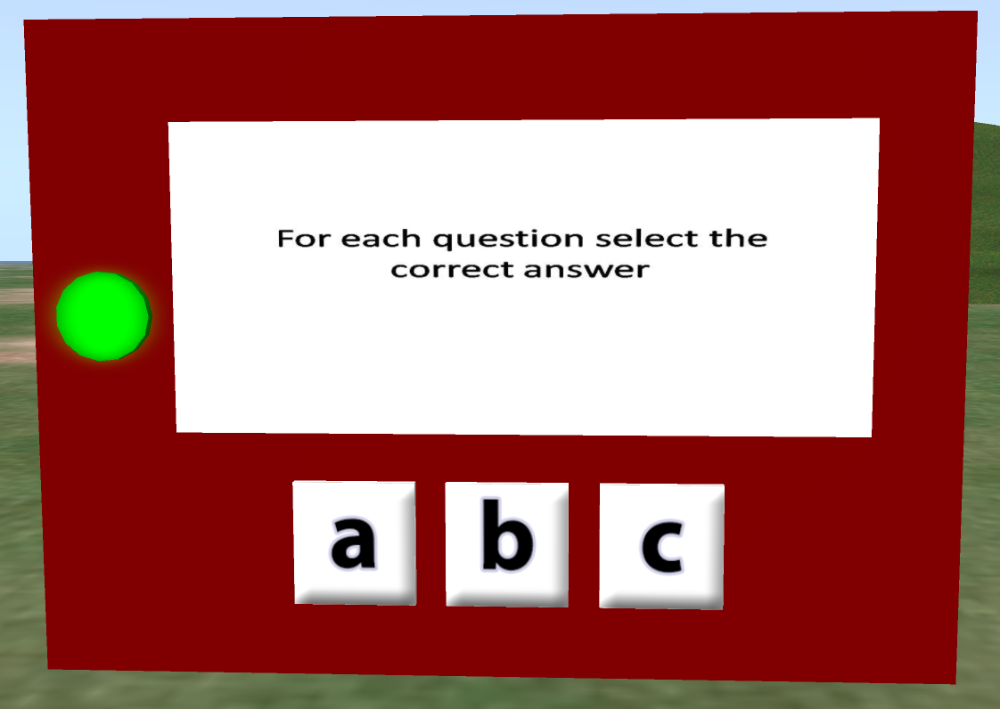 For each question select the
correct answer
a b c